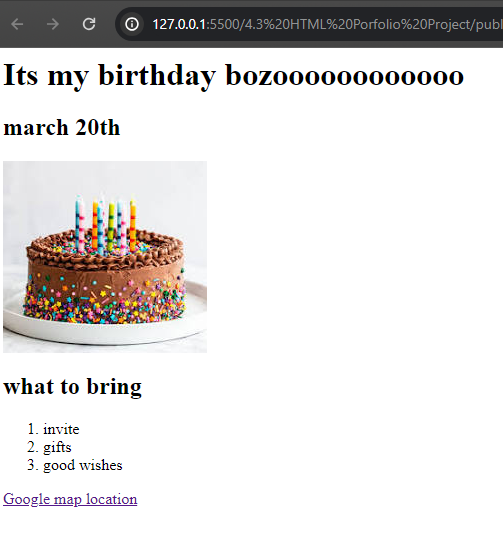 127.0.0.1:5500/4.3%20HTML%20Porfolio%20Project/publ
Its my birthday bozoooooooooooo
march 20th
what to bring
1. invite
2. gifts
3. good wishes
Google map location